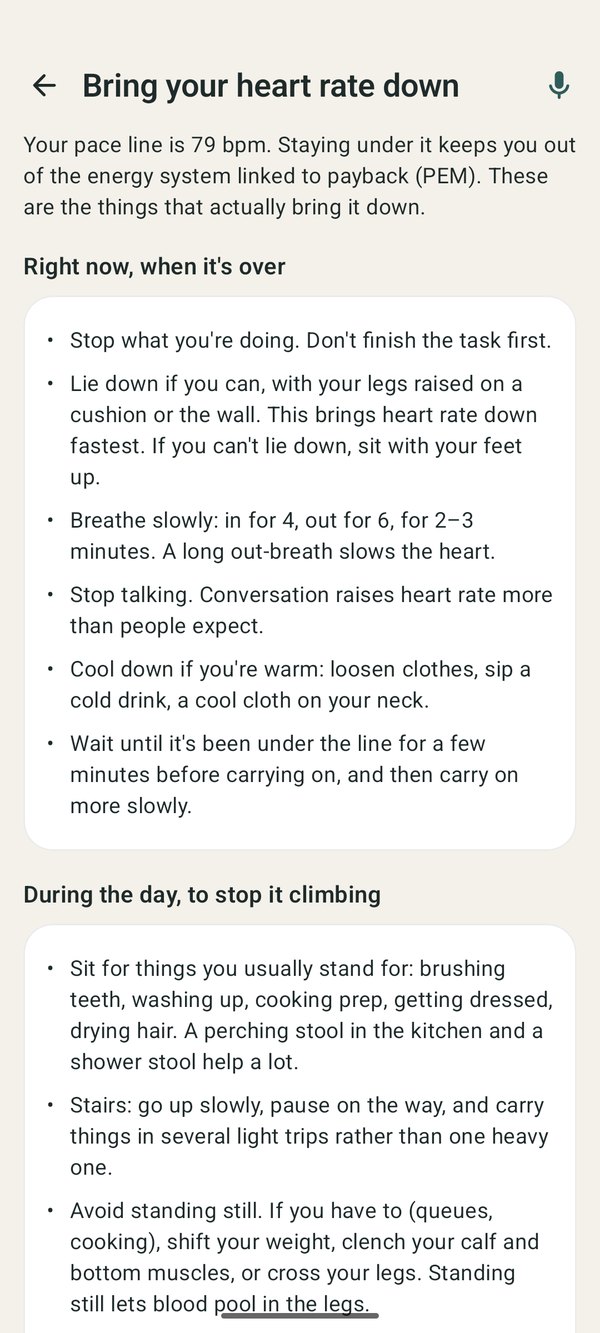 Bring your heart rate down
Your pace line is 79 bpm. Staying under it keeps you out
of the energy system linked to payback (PEM). These
are the things that actually bring it down.
Right now, when it's over
• Stop what you're doing. Don't finish the task first.
• Lie down if you can, with your legs raised on a
cushion or the wall. This brings heart rate down
fastest. If you can't lie down, sit with your feet
up.
• Breathe slowly: in for 4, out for 6, for 2–3
minutes. A long out-breath slows the heart.
• Stop talking. Conversation raises heart rate more
than people expect.
• Cool down if you're warm: loosen clothes, sip a
cold drink, a cool cloth on your neck.
• Wait until it's been under the line for a few
minutes before carrying on, and then carry on
more slowly.
During the day, to stop it climbing
• Sit for things you usually stand for: brushing
teeth, washing up, cooking prep, getting dressed,
drying hair. A perching stool in the kitchen and a
shower stool help a lot.
• Stairs: go up slowly, pause on the way, and carry
things in several light trips rather than one heavy
one.
• Avoid standing still. If you have to (queues,
cooking), shift your weight, clench your calf and
bottom muscles, or cross your legs. Standing
still lets blood pool in the legs.